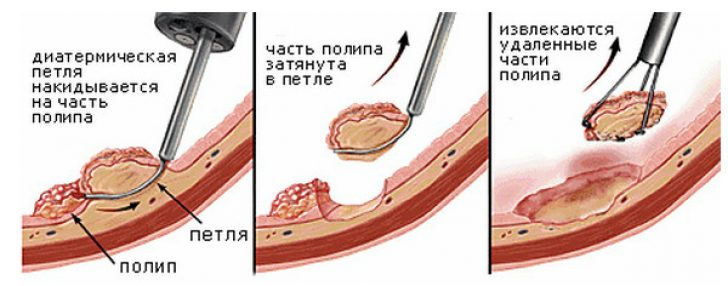 диатермическая
петля
накидывается
на часть
полипа
петля
полип
часть полипа
затянута
в петле
извлекаются
удаленные
части
полипа